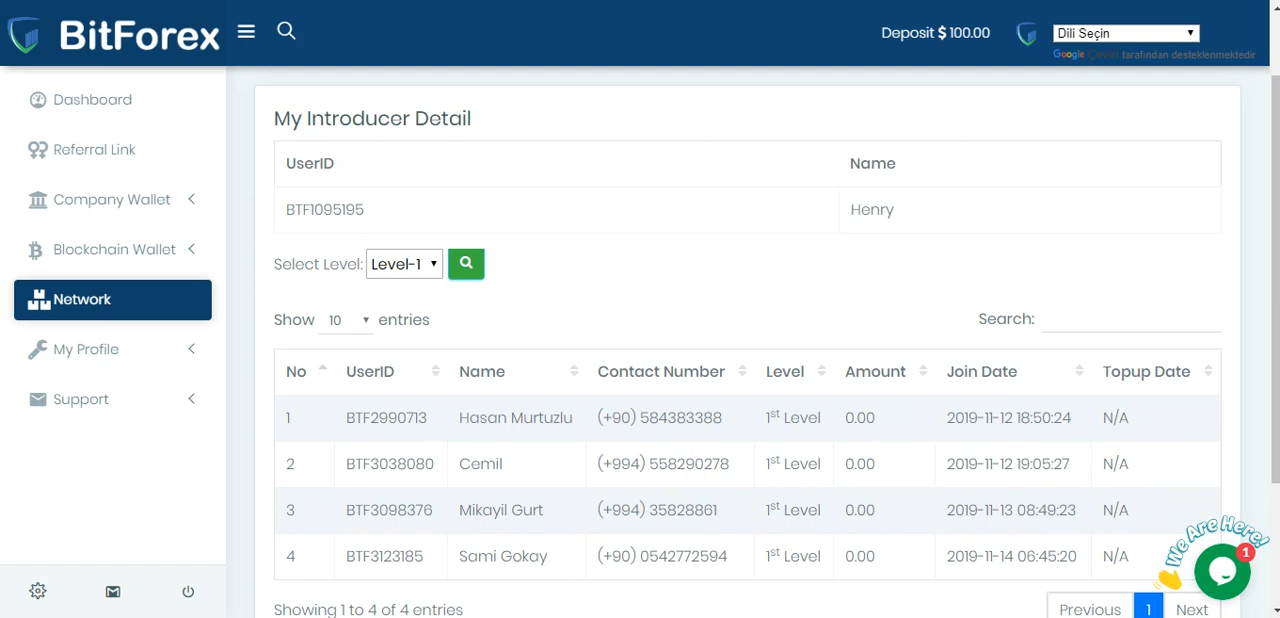 BitForex
Deposit $ 100.00
Dili Seçin
Google Çeviri tarafından desteklenmektedir
Dashboard
Referral Link
Company Wallet
Blockchain Wallet
Network
My Profile
Support
My Introducer Detail
UserID Name
BTF1095195 Henry
Select Level: Level-1
Show 10 entries Search:
No UserID Name Contact Number Level Amount Join Date Topup Date
1 BTF2990713 Hasan Murtuzlu (+90) 584383388 1st Level 0.00 2019-11-12 18:50:24 N/A
2 BTF3038080 Cemil (+994) 558290278 1st Level 0.00 2019-11-12 19:05:27 N/A
3 BTF3098376 Mikayil Gurt (+994) 35828861 1st Level 0.00 2019-11-13 08:49:23 N/A
4 BTF3123185 Sami Gokay (+90) 0542772594 1st Level 0.00 2019-11-14 06:45:20 N/A
We Are Here!
1
Showing 1 to 4 of 4 entries
Previous 1 Next